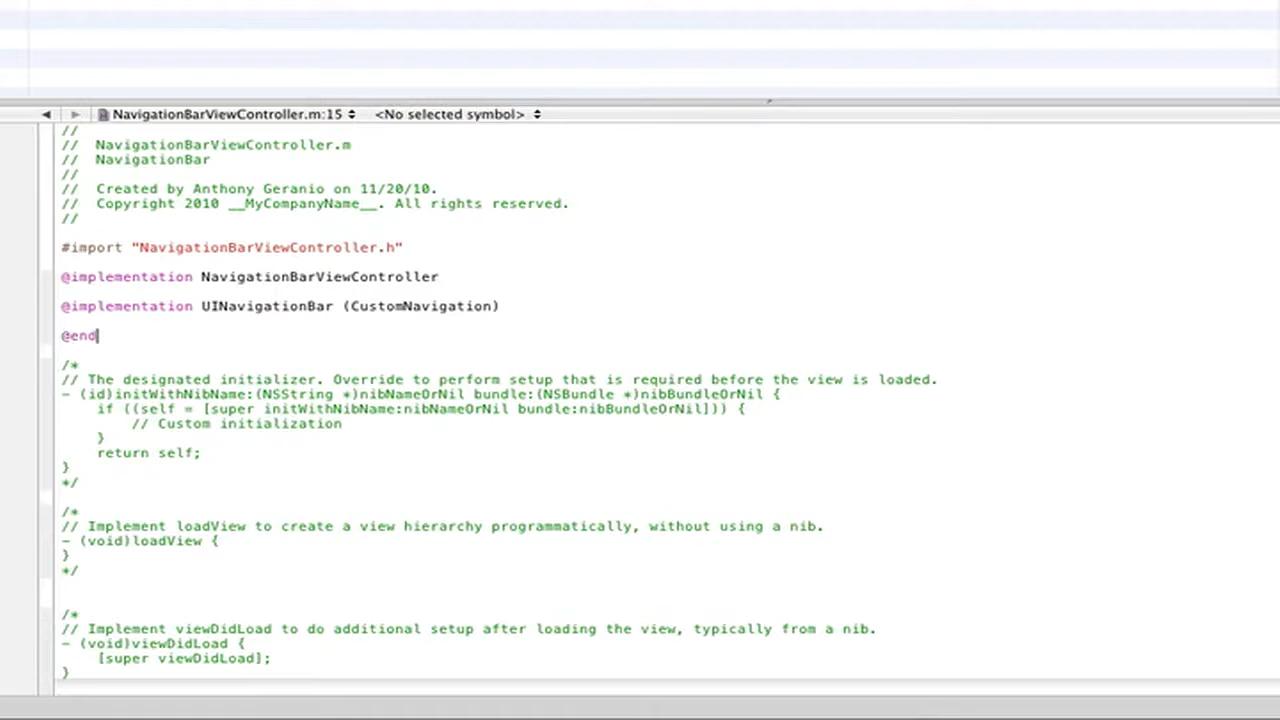 NavigationBarViewController.m:15 <No selected symbol>
//
//  NavigationBarViewController.m
//  NavigationBar
//
//  Created by Anthony Geranio on 11/20/10.
//  Copyright 2010 __MyCompanyName__. All rights reserved.
//
#import "NavigationBarViewController.h"
@implementation NavigationBarViewController
@implementation UINavigationBar (CustomNavigation)
@end
/*
// The designated initializer. Override to perform setup that is required before the view is loaded.
- (id)initWithNibName:(NSString *)nibNameOrNil bundle:(NSBundle *)nibBundleOrNil {
    if ((self = [super initWithNibName:nibNameOrNil bundle:nibBundleOrNil])) {
        // Custom initialization
    }
    return self;
}
*/
/*
// Implement loadView to create a view hierarchy programmatically, without using a nib.
- (void)loadView {
}
*/
/*
// Implement viewDidLoad to do additional setup after loading the view, typically from a nib.
- (void)viewDidLoad {
    [super viewDidLoad];
}